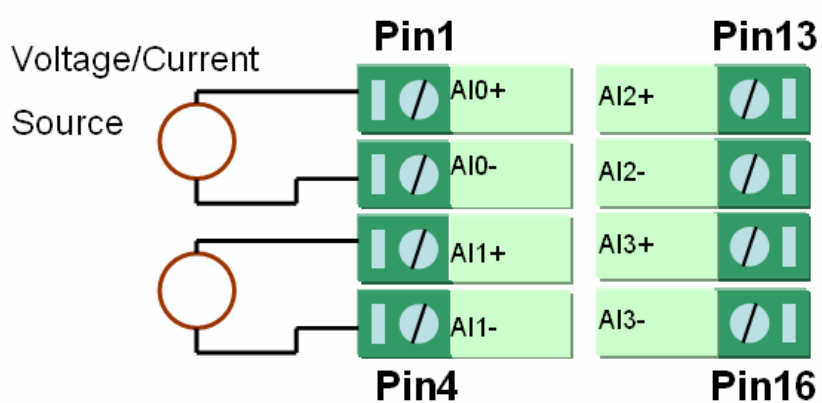 Pin1
Pin13
Voltage/Current
Source
AI0+
AI2+
AI0-
AI2-
AI1+
AI3+
AI1-
AI3-
Pin4
Pin16